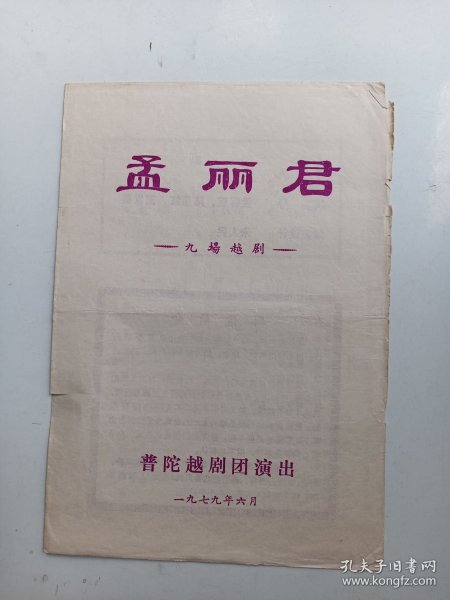 孟丽君
九場越剧
普陀越剧团演出
一九七九年六月
孔夫子旧书网
www.kongfz.com